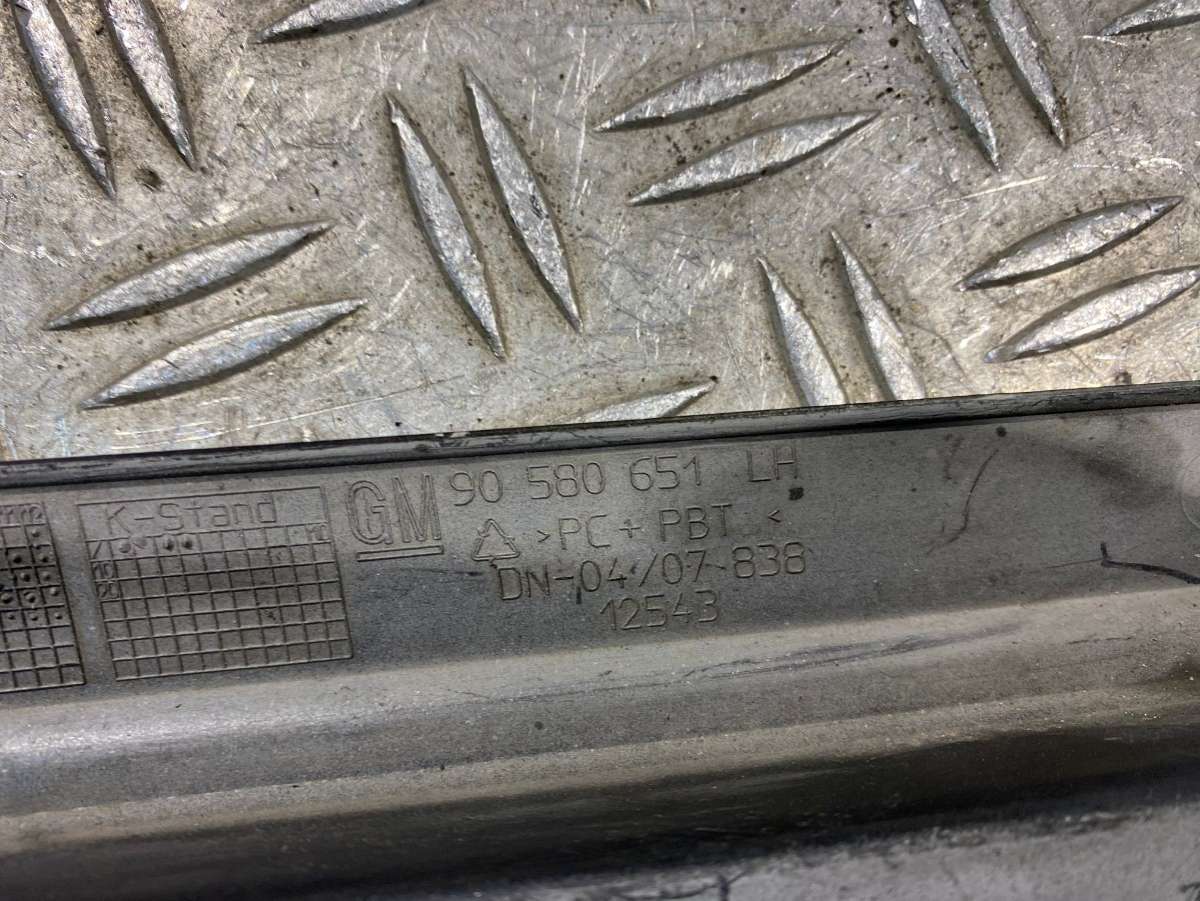 GM 90 580 651 LH
>PC + PBT<
DN-04/07-838
12543
K-Stand